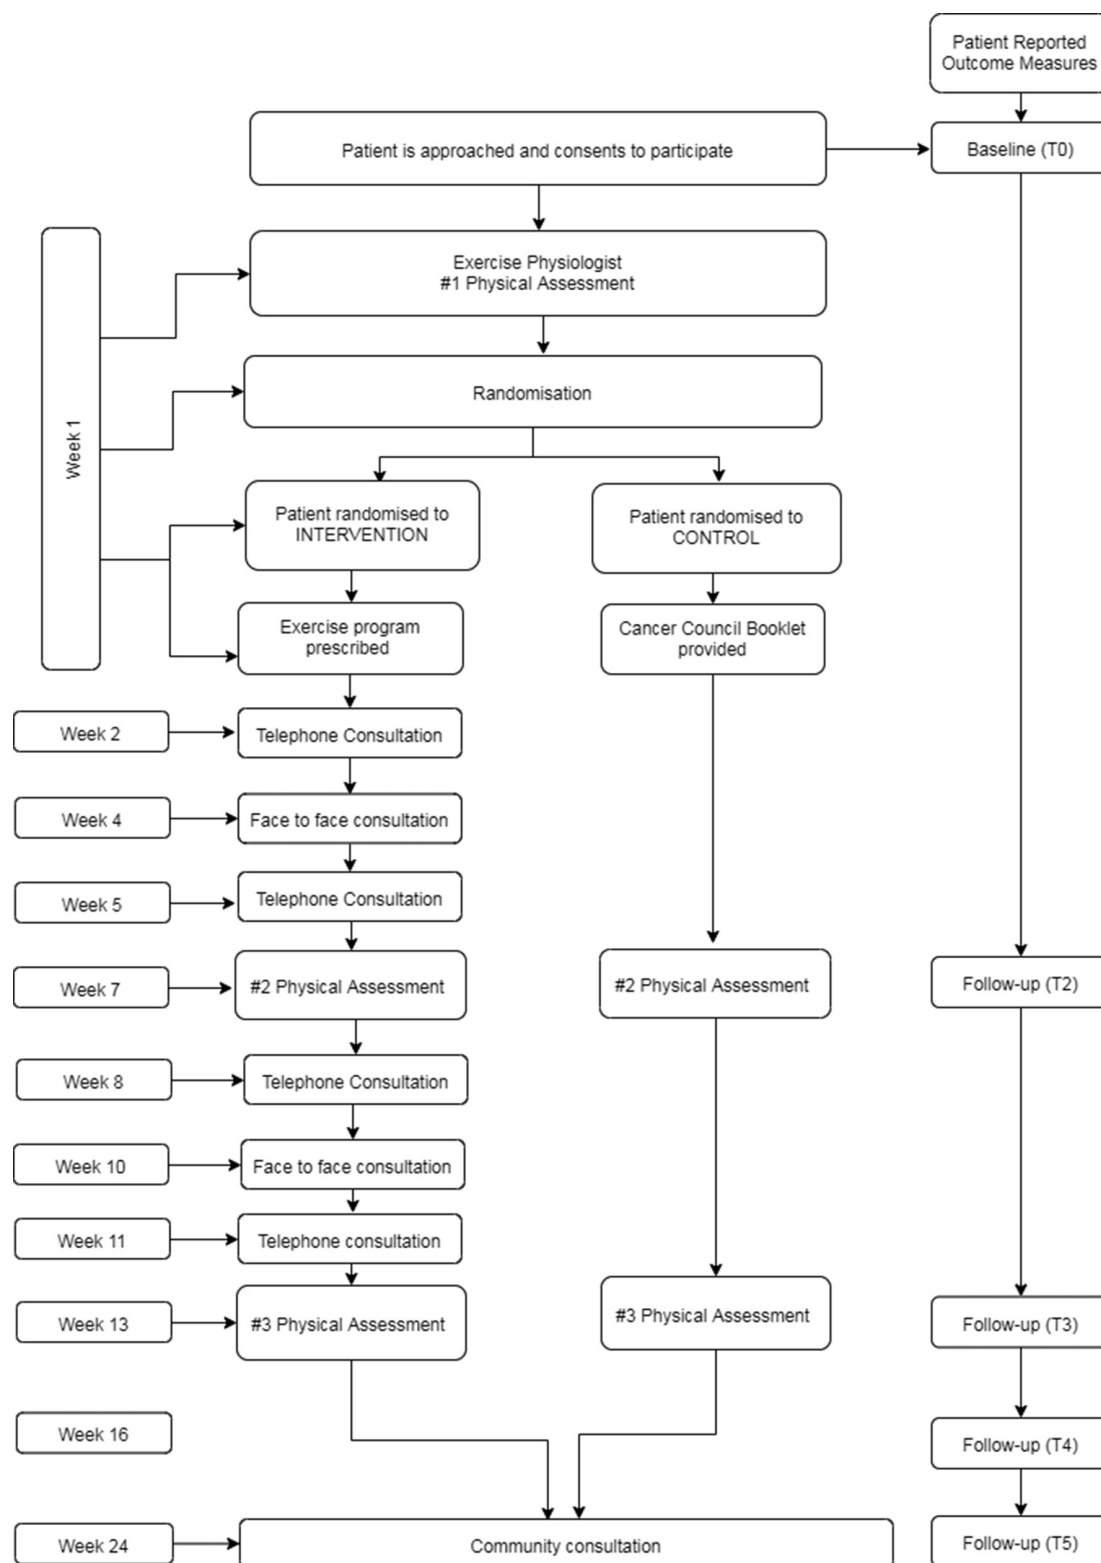 Patient Reported
Outcome Measures
Patient is approached and consents to participate
Baseline (T0)
Week 1
Exercise Physiologist
#1 Physical Assessment
Randomisation
Patient randomised to
INTERVENTION
Patient randomised to
CONTROL
Exercise program
prescribed
Cancer Council Booklet
provided
Week 2
Telephone Consultation
Week 4
Face to face consultation
Week 5
Telephone Consultation
Week 7
#2 Physical Assessment
#2 Physical Assessment
Follow-up (T2)
Week 8
Telephone Consultation
Week 10
Face to face consultation
Week 11
Telephone consultation
Week 13
#3 Physical Assessment
#3 Physical Assessment
Follow-up (T3)
Week 16
Follow-up (T4)
Week 24
Community consultation
Follow-up (T5)